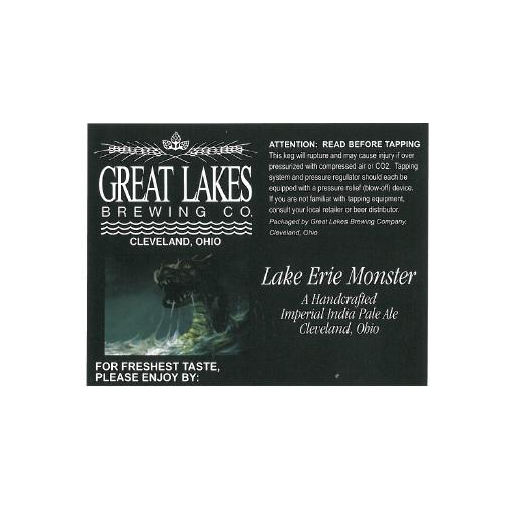 GREAT LAKES
BREWING CO.
CLEVELAND, OHIO
FOR FRESHEST TASTE,
PLEASE ENJOY BY:
ATTENTION: READ BEFORE TAPPING
This keg will rupture and may cause injury if over
pressurized with compressed air or CO2. Tapping
system and pressure regulator should each be
equipped with a pressure relief (blow-off) device.
If you are not familiar with tapping equipment,
consult your local retailer or beer distributor.
Packaged by Great Lakes Brewing Company,
Cleveland, Ohio
Lake Erie Monster
A Handcrafted
Imperial India Pale Ale
Cleveland, Ohio